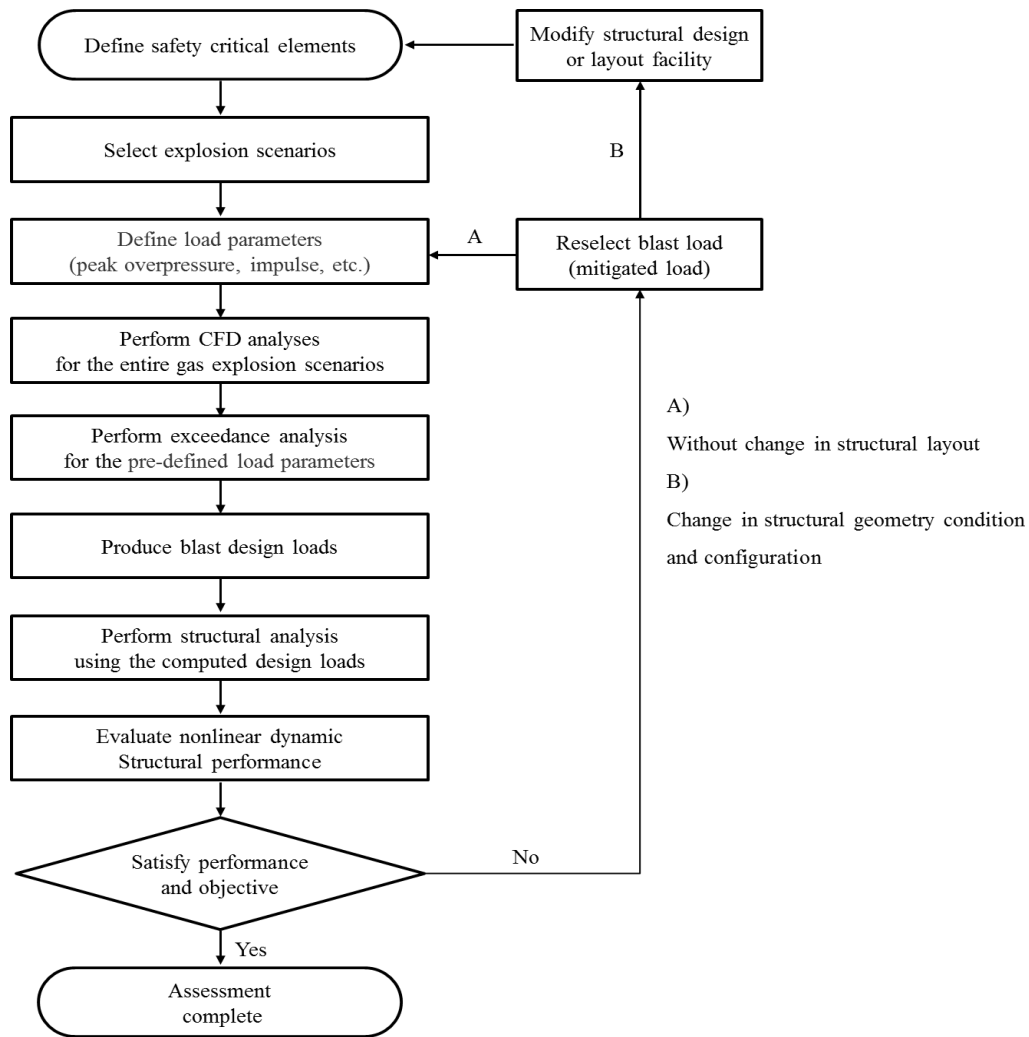 Define safety critical elements
Modify structural design
or layout facility
Select explosion scenarios
B
Define load parameters
(peak overpressure, impulse, etc.)
A
Reselect blast load
(mitigated load)
Perform CFD analyses
for the entire gas explosion scenarios
Perform exceedance analysis
for the pre-defined load parameters
A)
Without change in structural layout
B)
Change in structural geometry condition
and configuration
Produce blast design loads
Perform structural analysis
using the computed design loads
Evaluate nonlinear dynamic
Structural performance
Satisfy performance
and objective
No
Yes
Assessment
complete